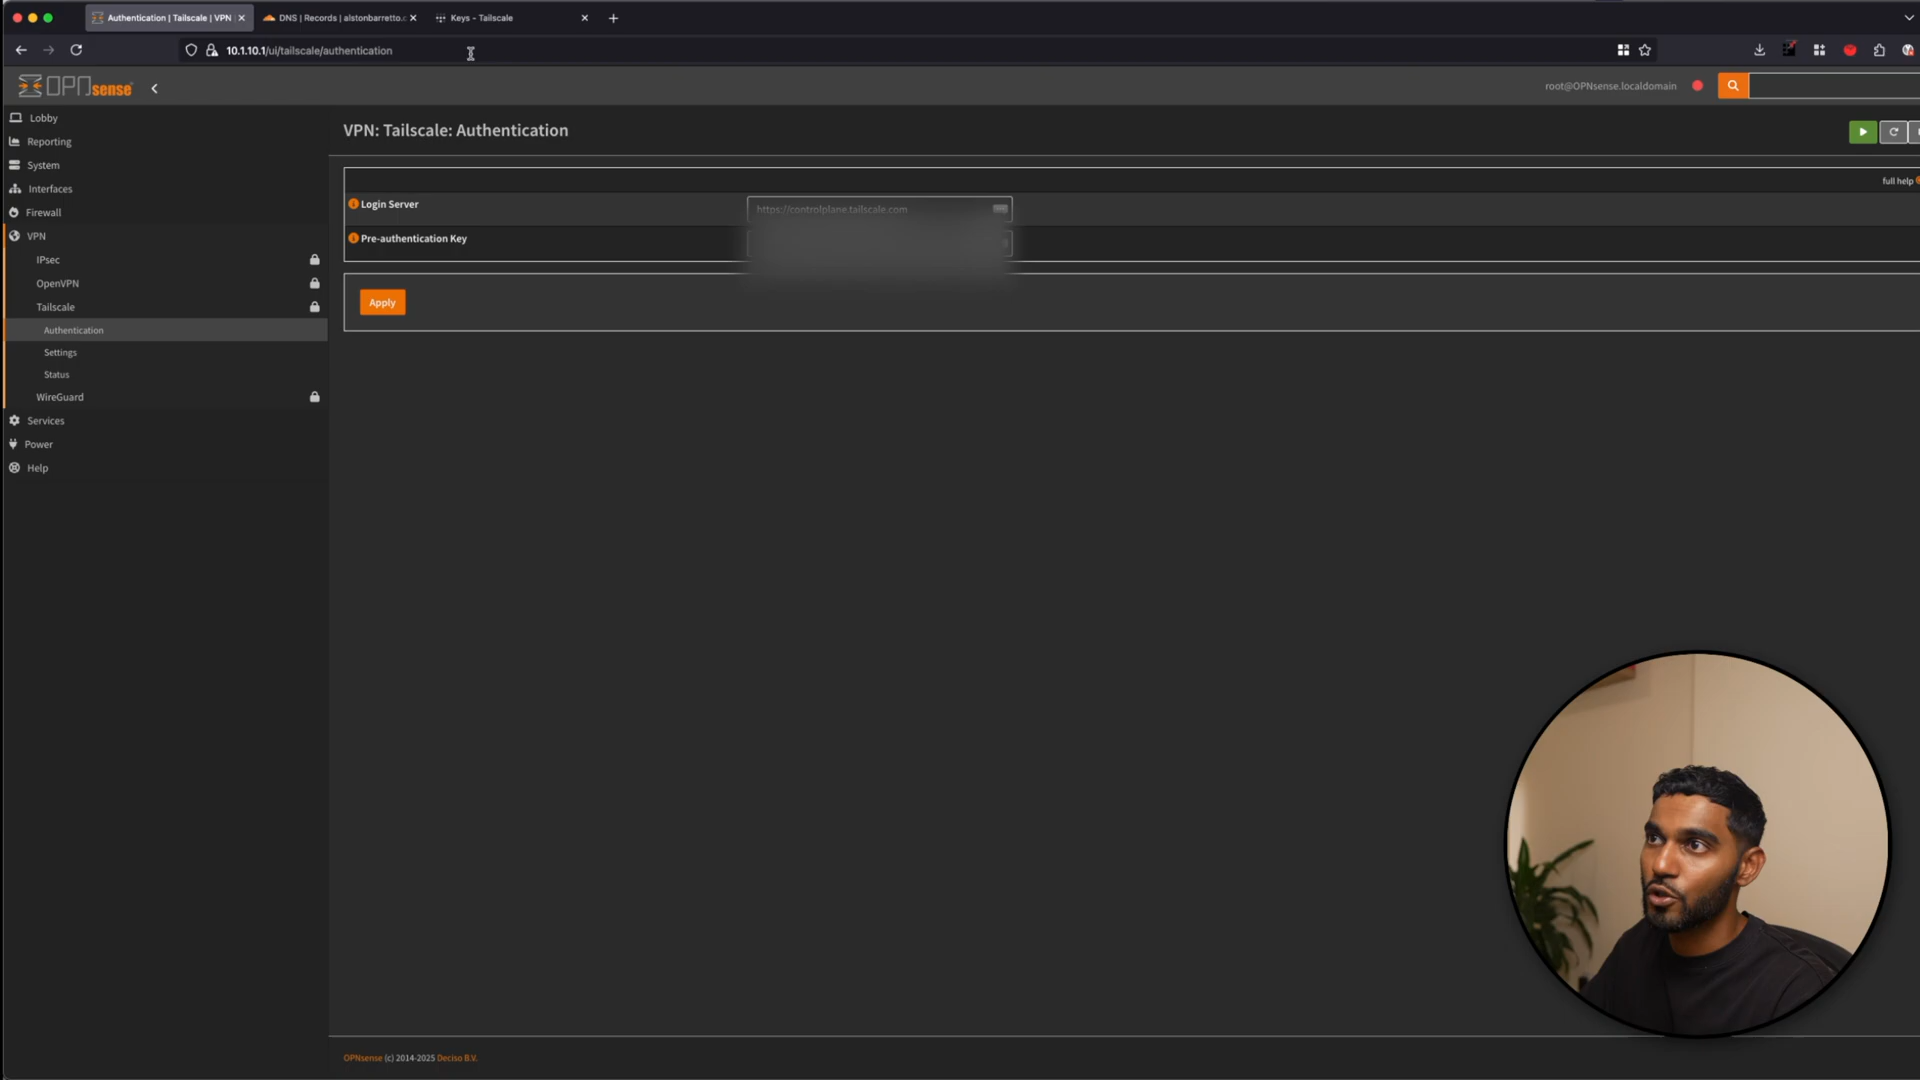 Authentication | Tailscale | VPN
DNS | Records | alstonbarretto.c
Keys - Tailscale
10.1.10.1/ui/tailscale/authentication
OPNsense
root@OPNsense.localdomain
Lobby
Reporting
System
Interfaces
Firewall
VPN
IPsec
OpenVPN
Tailscale
Authentication
Settings
Status
WireGuard
Services
Power
Help
VPN: Tailscale: Authentication
full help
Login Server
https://controlplane.tailscale.com
Pre-authentication Key
Apply
OPNsense (c) 2014-2025 Deciso B.V.